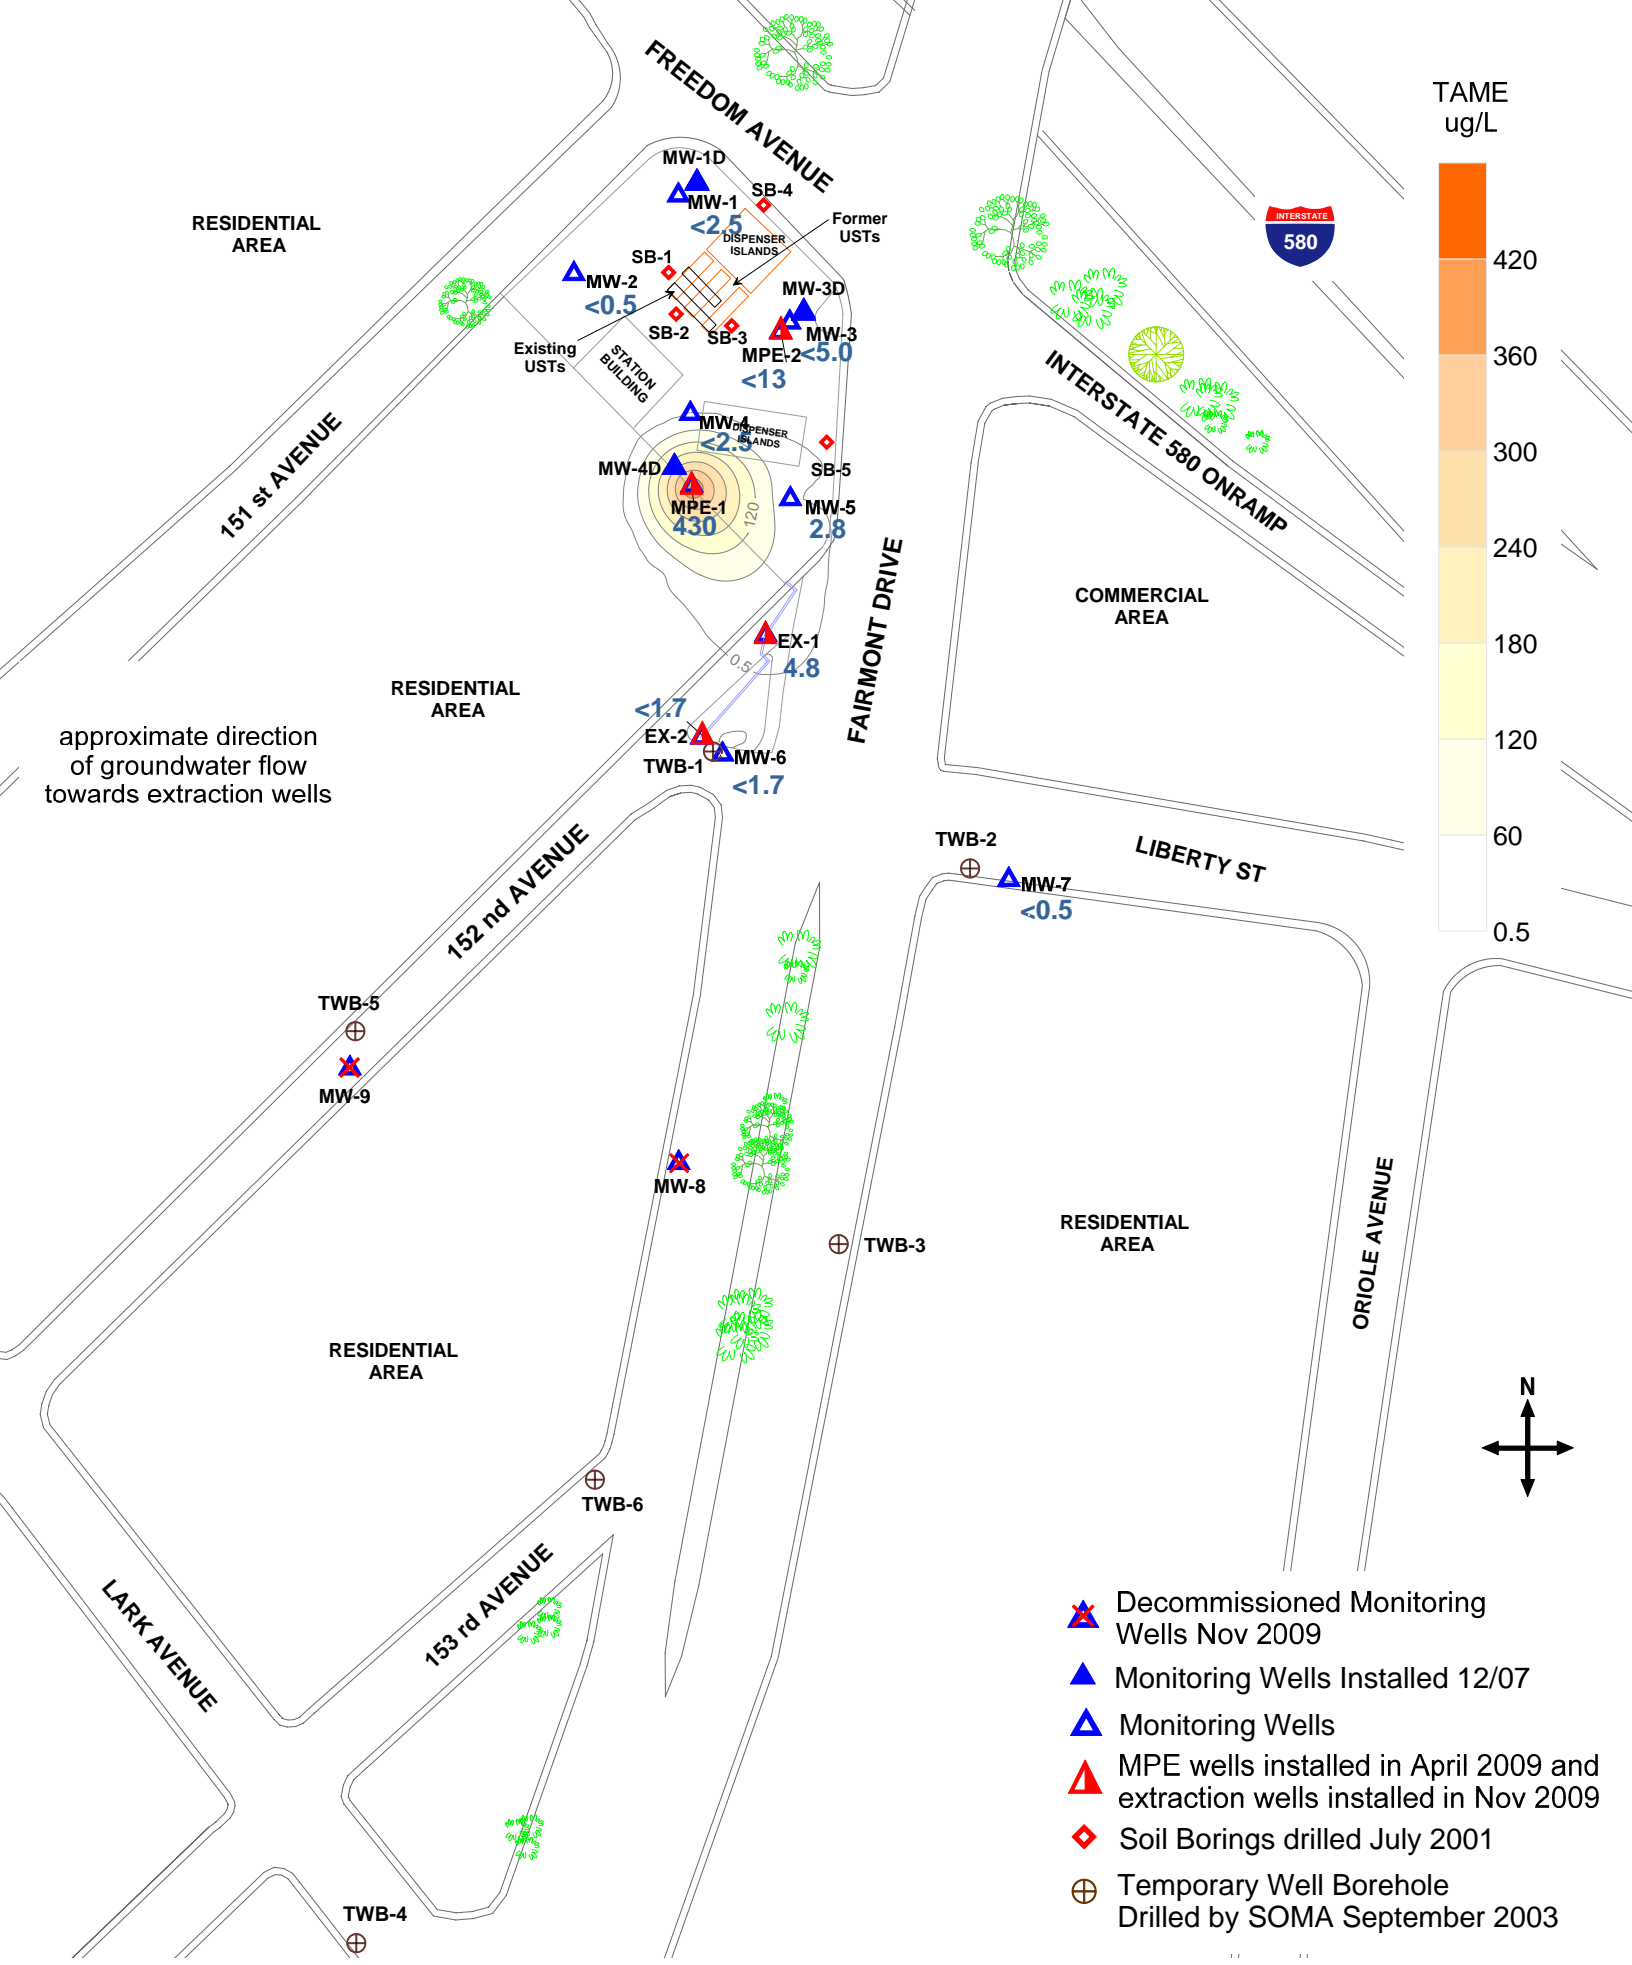 FREEDOM AVENUE
TAME
ug/L
MW-1D
MW-1
<2.5
SB-4
DISPENSER
ISLANDS
Former
USTs
RESIDENTIAL
AREA
INTERSTATE
580
SB-1
MW-2
<0.5
SB-2
SB-3
MW-3D
MW-3
<5.0
MPE-2
<13
Existing
USTs
STATION
BUILDING
420
360
300
240
180
120
60
0.5
INTERSTATE 580 ONRAMP
151 st AVENUE
MW-4
<2.5
DISPENSER
ISLANDS
MW-4D
SB-5
MPE-1
430
120
MW-5
2.8
FAIRMONT DRIVE
COMMERCIAL
AREA
EX-1
4.8
0.5
RESIDENTIAL
AREA
<1.7
EX-2
TWB-1
MW-6
<1.7
approximate direction
of groundwater flow
towards extraction wells
152 nd AVENUE
TWB-2
MW-7
<0.5
LIBERTY ST
TWB-5
MW-9
MW-8
TWB-3
RESIDENTIAL
AREA
ORIOLE AVENUE
RESIDENTIAL
AREA
N
TWB-6
LARK AVENUE
153 rd AVENUE
TWB-4
Decommissioned Monitoring
Wells Nov 2009
Monitoring Wells Installed 12/07
Monitoring Wells
MPE wells installed in April 2009 and
extraction wells installed in Nov 2009
Soil Borings drilled July 2001
Temporary Well Borehole
Drilled by SOMA September 2003